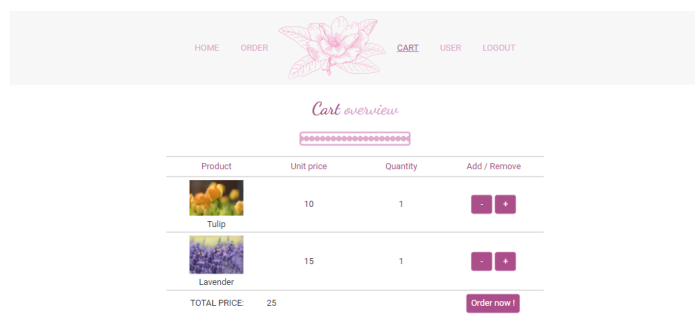 HOME ORDER CART USER LOGOUT
Cart overview
Product Unit price Quantity Add / Remove
10 1 - +
Tulip
15 1 - +
Lavender
TOTAL PRICE: 25 Order now !